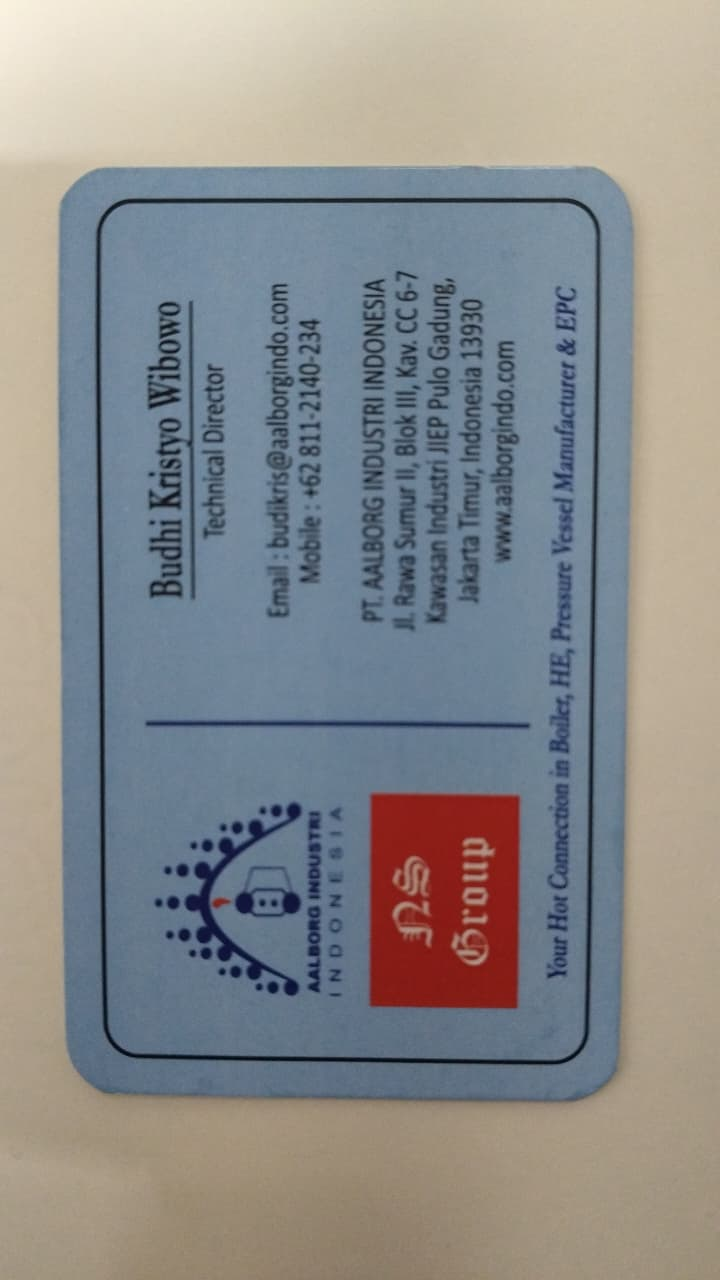 Budhi Kristyo Wibowo
Technical Director
Email : budikris@aalborgindo.com
Mobile : +62 811-2140-234
PT. AALBORG INDUSTRI INDONESIA
Jl. Rawa Sumur II, Blok III, Kav. CC 6-7
Kawasan Industri JIEP Pulo Gadung,
Jakarta Timur, Indonesia 13930
www.aalborgindo.com
AALBORG INDUSTRI
INDONESIA
NS
Group
Your Hot Connection in Boiler, HE, Pressure Vessel Manufacturer & EPC